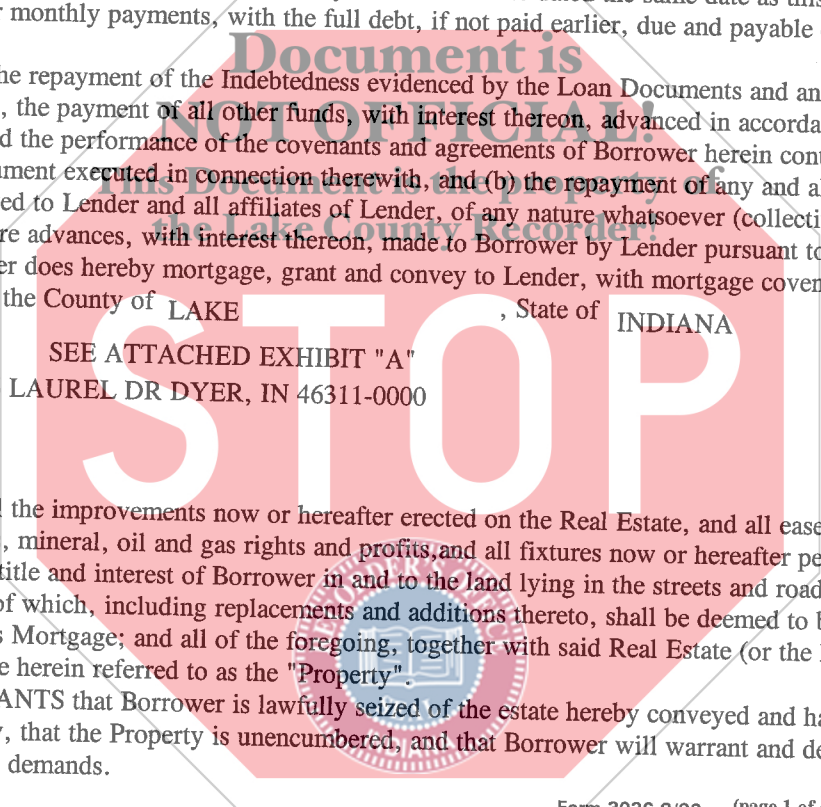 monthly payments, with the full debt, if not paid earlier, due and payable
Document is
he repayment of the Indebtedness evidenced by the Loan Documents and an
, the payment of all other funds, with interest thereon, advanced in accorda
NOT OFFICIAL!
d the performance of the covenants and agreements of Borrower herein con
ument executed in connection therewith, and (b) the repayment of any and a
This Document is the property of
ed to Lender and all affiliates of Lender, of any nature whatsoever (collecti
the Lake County Recorder!
re advances, with interest thereon, made to Borrower by Lender pursuant to
er does hereby mortgage, grant and convey to Lender, with mortgage coven
the County of LAKE , State of INDIANA
SEE ATTACHED EXHIBIT "A"
LAUREL DR DYER, IN 46311-0000
STOP
the improvements now or hereafter erected on the Real Estate, and all ease
, mineral, oil and gas rights and profits,and all fixtures now or hereafter pe
title and interest of Borrower in and to the land lying in the streets and road
of which, including replacements and additions thereto, shall be deemed to b
s Mortgage; and all of the foregoing, together with said Real Estate (or the
e herein referred to as the "Property".
ANTS that Borrower is lawfully seized of the estate hereby conveyed and ha
, that the Property is unencumbered, and that Borrower will warrant and de
demands.
(page 1 of